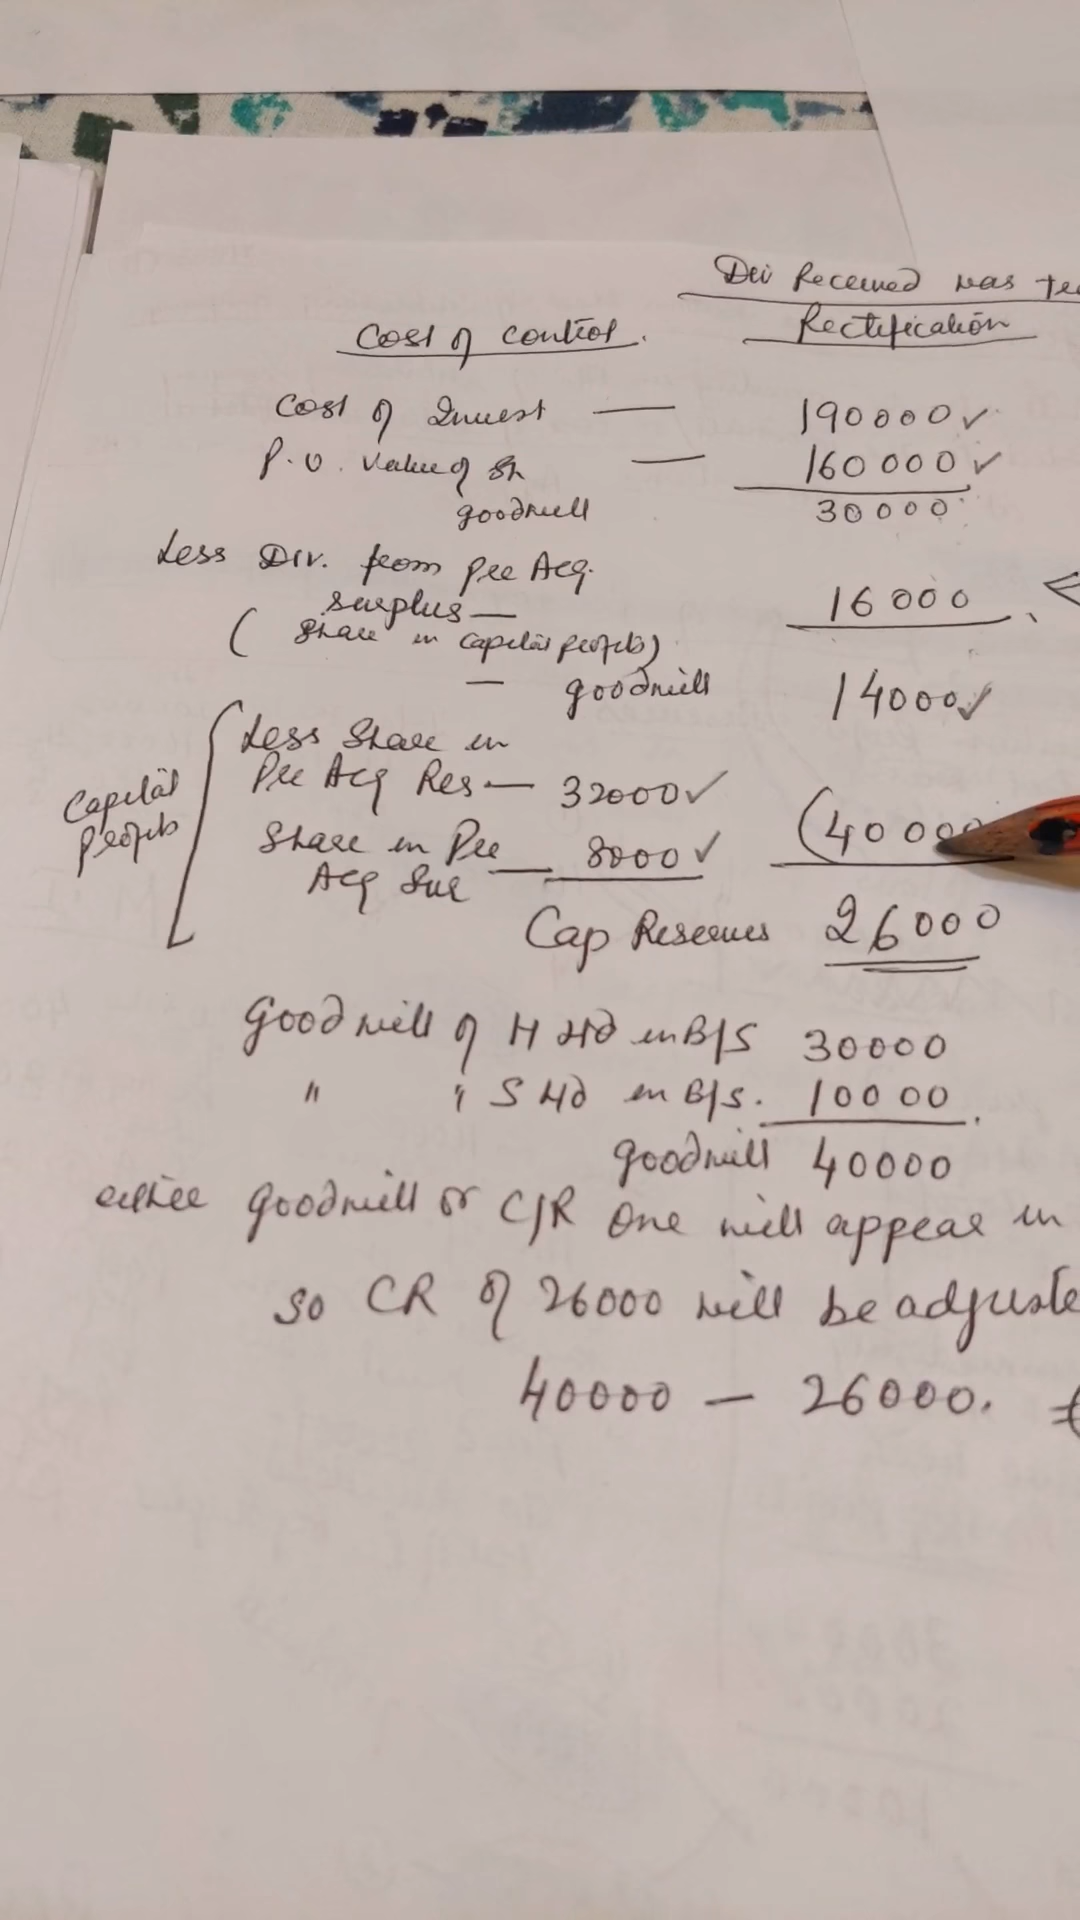 Div Received was
Rectification
Cost of Control.
Cost of Invest — 190000 ✓
P.U. Value of Sh — 160000 ✓
goodwill 30000
Less Div. from Pre Acq.
surplus — 16000
(Share in capital profits)
— goodwill 14000 ✓
Capital Profits
Less Share in
Pre Acq Res — 32000 ✓
Share in Pre — 8000 ✓ (40000
Acq Sur
Cap Reserves 26000
Goodwill of H Ltd in B/S 30000
" " S Ltd in B/S. 10000
goodwill 40000
either goodwill or C/R one will appear in
so CR of 26000 will be
40000 – 26000. =